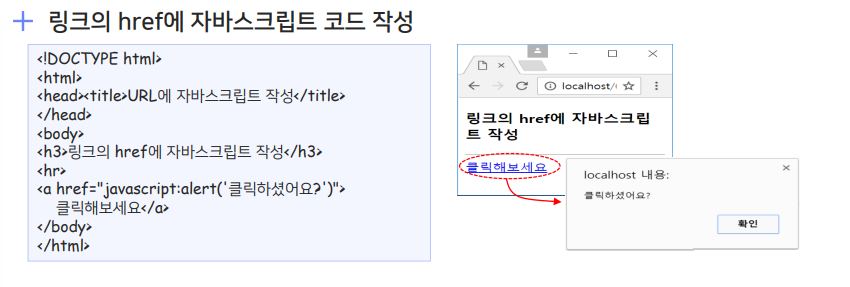 링크의 href에 자바스크립트 코드 작성
<!DOCTYPE html>
<html>
<head><title>URL에 자바스크립트 작성</title>
</head>
<body>
<h3>링크의 href에 자바스크립트 작성</h3>
<hr>
<a href="javascript:alert('클릭하셨어요?')">
클릭해보세요</a>
</body>
</html>
localhost/
링크의 href에 자바스크립
트 작성
클릭해보세요
localhost 내용:
클릭하셨어요?
확인